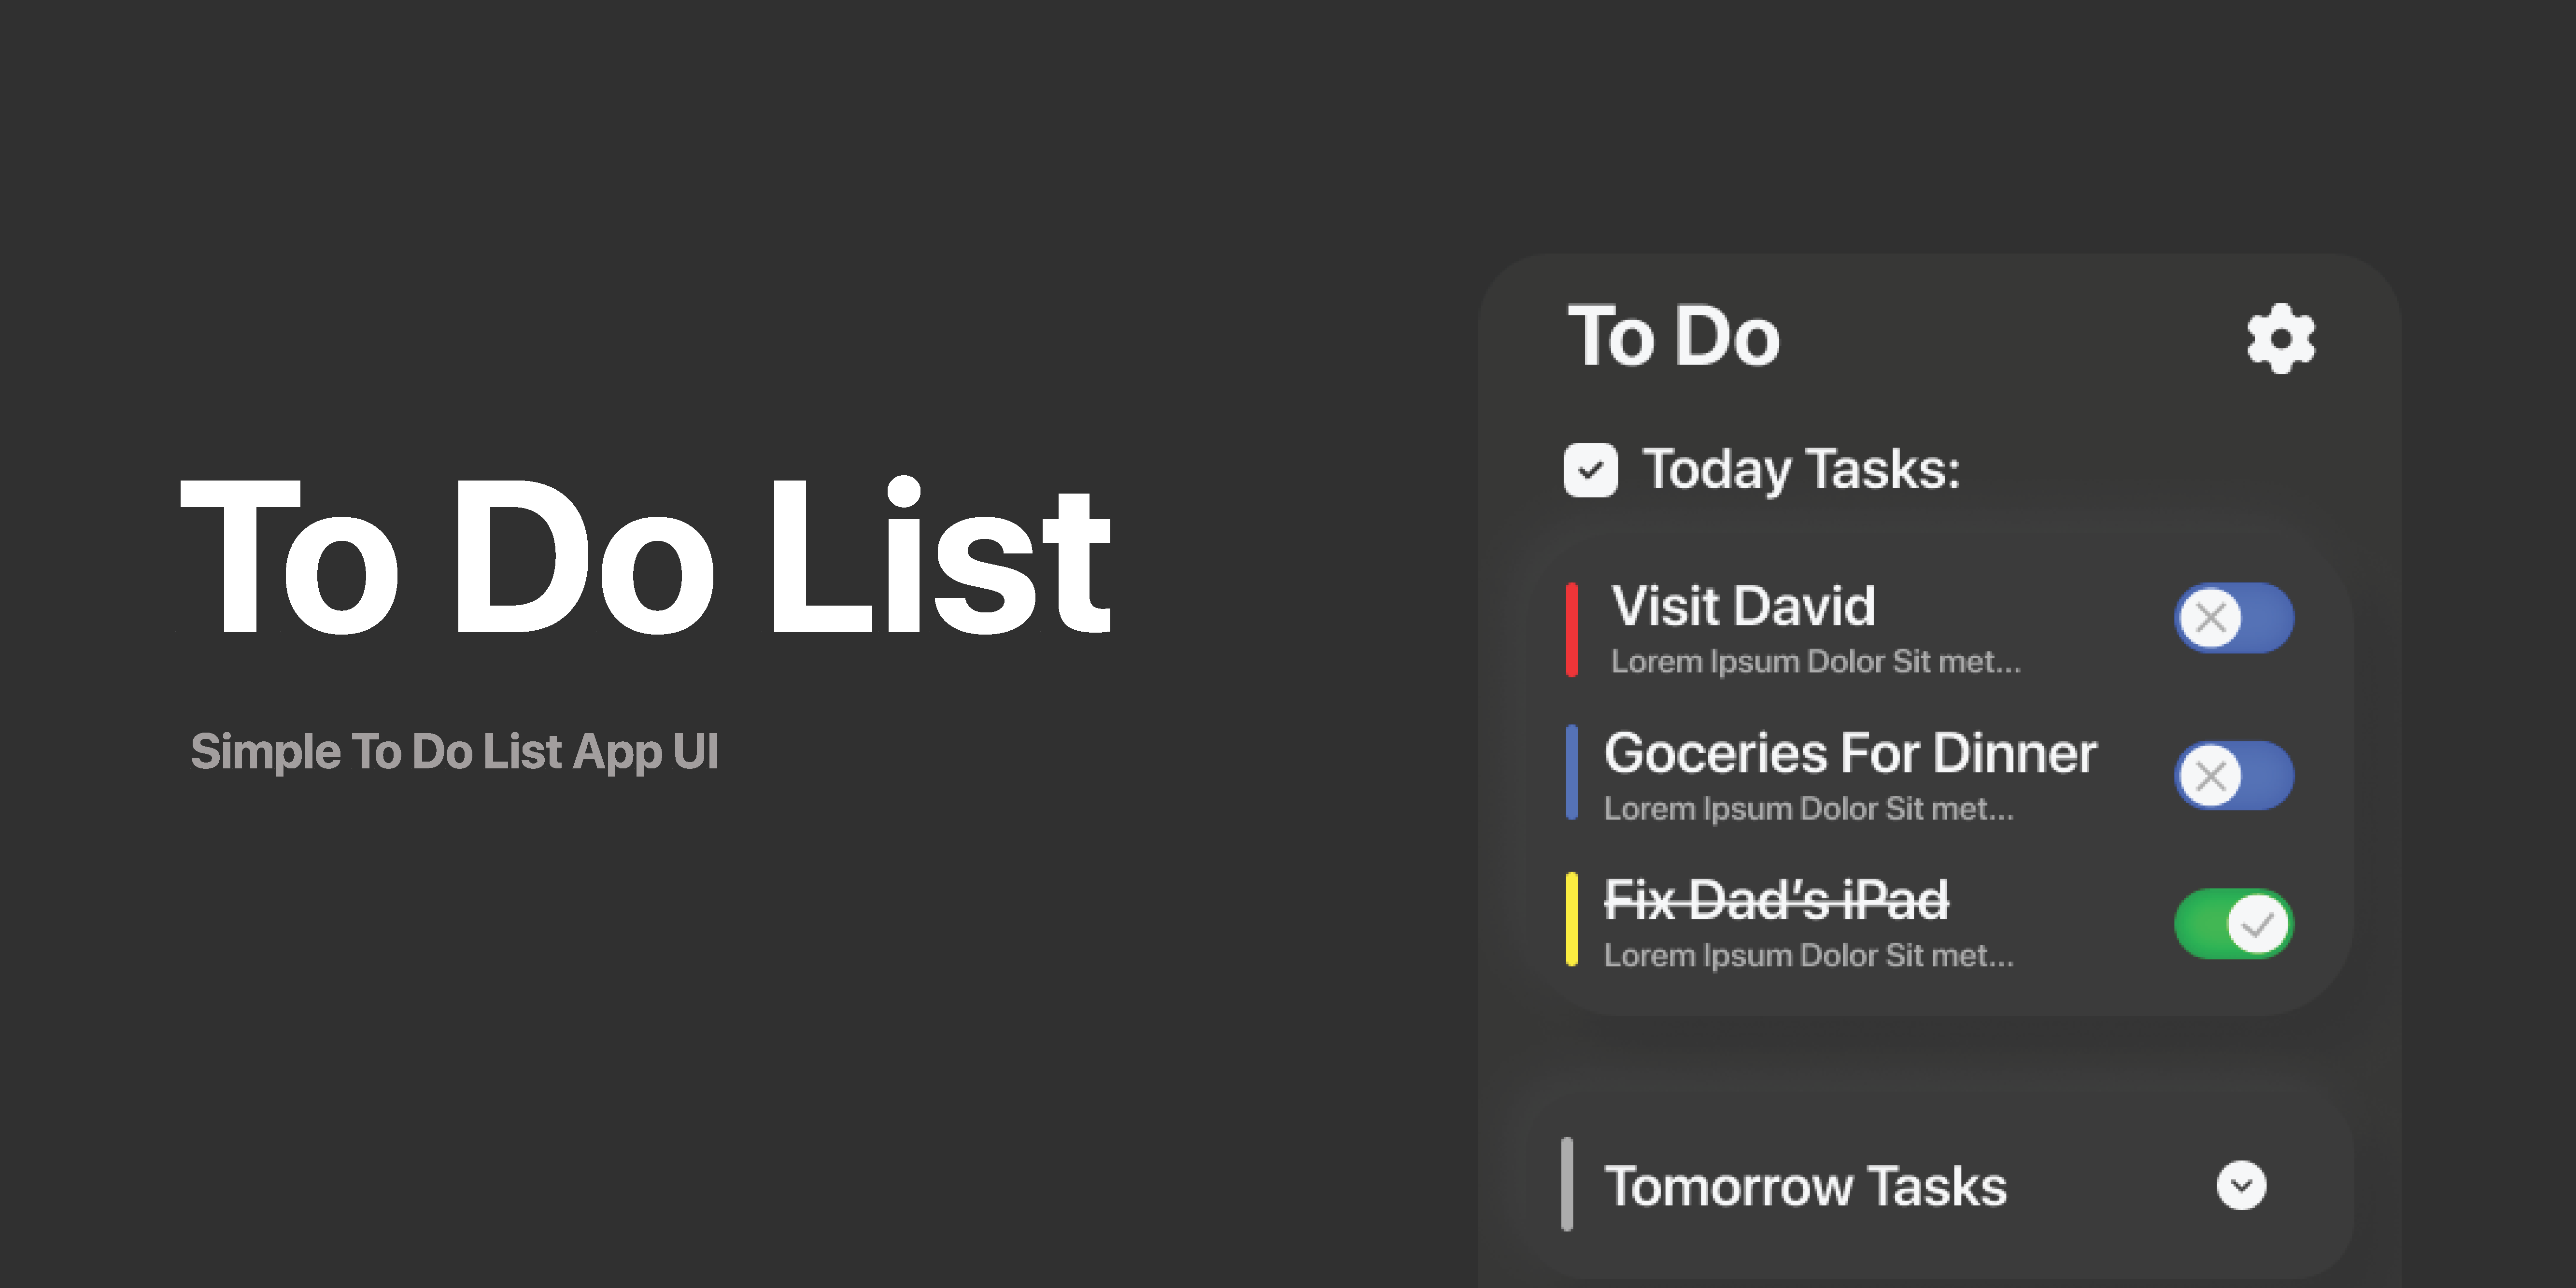 To Do List
Simple To Do List App UI
To Do
Today Tasks:
Visit David
Lorem Ipsum Dolor Sit met...
Goceries For Dinner
Lorem Ipsum Dolor Sit met...
Fix Dad's iPad
Lorem Ipsum Dolor Sit met...
Tomorrow Tasks